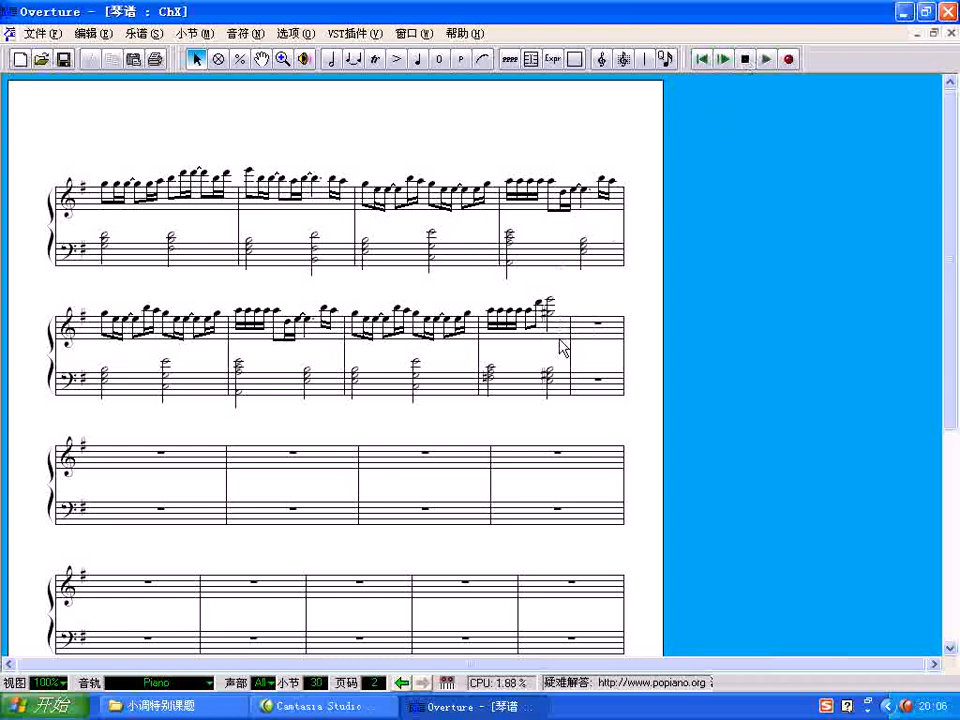 Overture - [琴谱 : ChX]
文件(F) 编辑(E) 乐谱(S) 小节(M) 音符(N) 选项(O) VST插件(V) 窗口(W) 帮助(H)
视图 100% 音轨 Piano 声部 All 小节 30 页码 2 CPU: 1.88 % 疑难解答: http://www.popiano.org
开始 小调特别课题 Camtasia Studio Overture - [琴谱 : 20:06